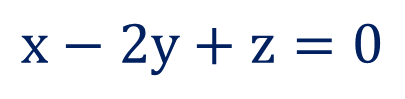 x − 2y + z = 0